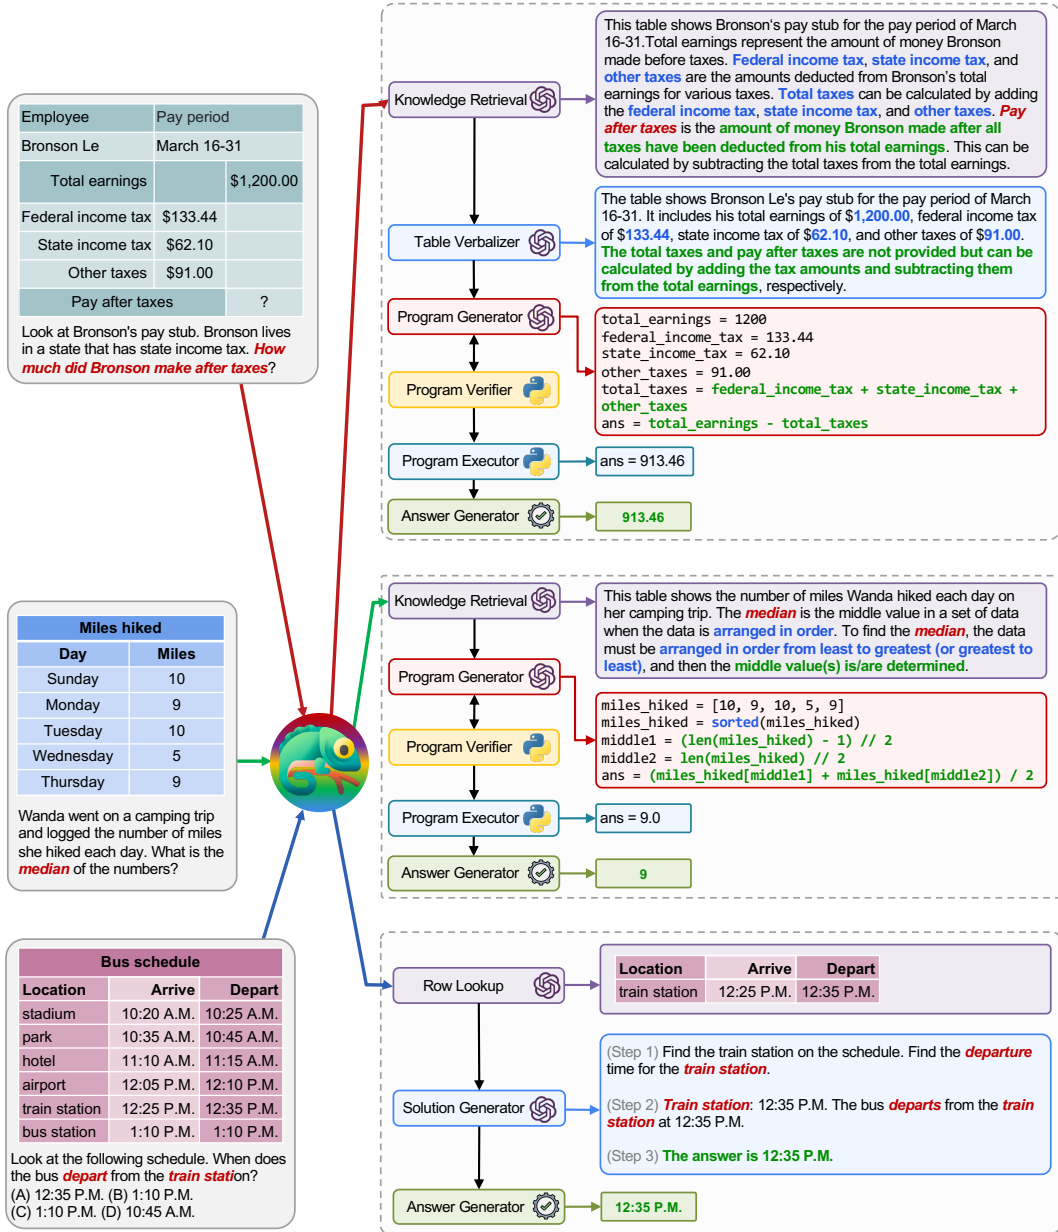 Employee Pay period
Bronson Le March 16-31
Total earnings $1,200.00
Federal income tax $133.44
State income tax $62.10
Other taxes $91.00
Pay after taxes ?
Look at Bronson's pay stub. Bronson lives
in a state that has state income tax. How
much did Bronson make after taxes?
Knowledge Retrieval
This table shows Bronson's pay stub for the pay period of March
16-31.Total earnings represent the amount of money Bronson
made before taxes. Federal income tax, state income tax, and
other taxes are the amounts deducted from Bronson's total
earnings for various taxes. Total taxes can be calculated by adding
the federal income tax, state income tax, and other taxes. Pay
after taxes is the amount of money Bronson made after all
taxes have been deducted from his total earnings. This can be
calculated by subtracting the total taxes from the total earnings.
Table Verbalizer
The table shows Bronson Le's pay stub for the pay period of March
16-31. It includes his total earnings of $1,200.00, federal income tax
of $133.44, state income tax of $62.10, and other taxes of $91.00.
The total taxes and pay after taxes are not provided but can be
calculated by adding the tax amounts and subtracting them
from the total earnings, respectively.
Program Generator
total_earnings = 1200
federal_income_tax = 133.44
state_income_tax = 62.10
other_taxes = 91.00
total_taxes = federal_income_tax + state_income_tax +
other_taxes
ans = total_earnings - total_taxes
Program Verifier
Program Executor
ans = 913.46
Answer Generator
913.46
Miles hiked
Day Miles
Sunday 10
Monday 9
Tuesday 10
Wednesday 5
Thursday 9
Wanda went on a camping trip
and logged the number of miles
she hiked each day. What is the
median of the numbers?
Knowledge Retrieval
This table shows the number of miles Wanda hiked each day on
her camping trip. The median is the middle value in a set of data
when the data is arranged in order. To find the median, the data
must be arranged in order from least to greatest (or greatest to
least), and then the middle value(s) is/are determined.
Program Generator
miles_hiked = [10, 9, 10, 5, 9]
miles_hiked = sorted(miles_hiked)
middle1 = (len(miles_hiked) - 1) // 2
middle2 = len(miles_hiked) // 2
ans = (miles_hiked[middle1] + miles_hiked[middle2]) / 2
Program Verifier
Program Executor
ans = 9.0
Answer Generator
9
Bus schedule
Location Arrive Depart
stadium 10:20 A.M. 10:25 A.M.
park 10:35 A.M. 10:45 A.M.
hotel 11:10 A.M. 11:15 A.M.
airport 12:05 P.M. 12:10 P.M.
train station 12:25 P.M. 12:35 P.M.
bus station 1:10 P.M. 1:10 P.M.
Look at the following schedule. When does
the bus depart from the train station?
(A) 12:35 P.M. (B) 1:10 P.M.
(C) 1:10 P.M. (D) 10:45 A.M.
Row Lookup
Location Arrive Depart
train station 12:25 P.M. 12:35 P.M.
Solution Generator
(Step 1) Find the train station on the schedule. Find the departure
time for the train station.
(Step 2) Train station: 12:35 P.M. The bus departs from the train
station at 12:35 P.M.
(Step 3) The answer is 12:35 P.M.
Answer Generator
12:35 P.M.